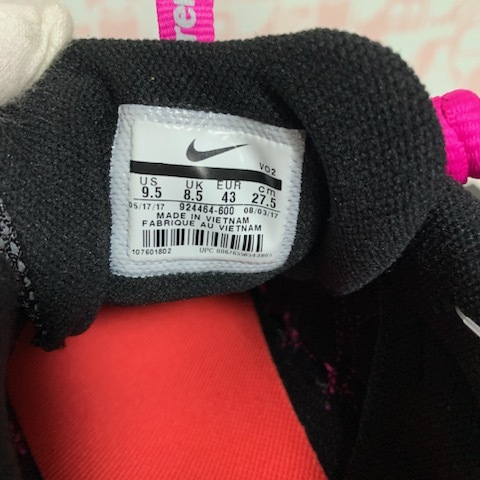 VO2
US UK EUR cm
9.5 8.5 43 27.5
05/17/17 924464-600 08/03/17
MADE IN VIETNAM
FABRIQUE AU VIETNAM
107601802 UPC